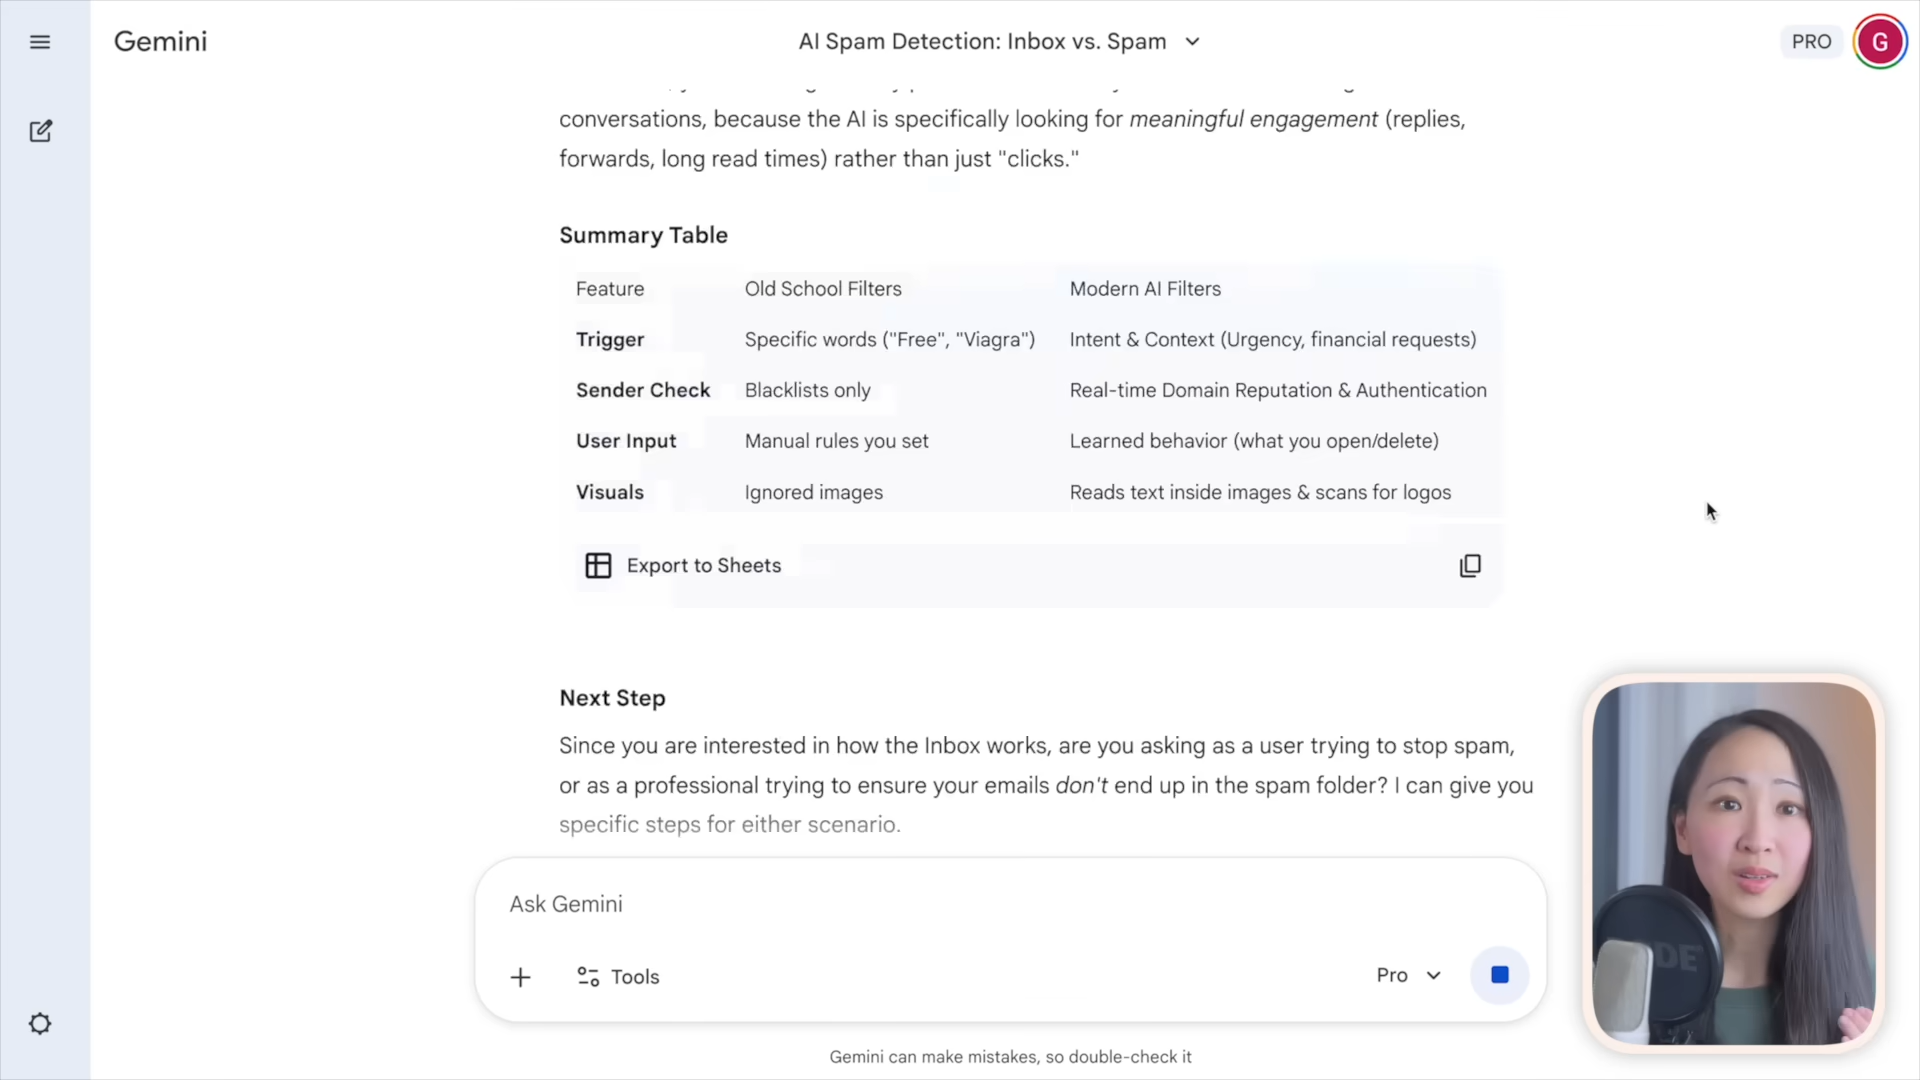 Gemini
AI Spam Detection: Inbox vs. Spam
PRO
G
conversations, because the AI is specifically looking for meaningful engagement (replies,
forwards, long read times) rather than just "clicks."
Summary Table
Feature Old School Filters Modern AI Filters
Trigger Specific words ("Free", "Viagra") Intent & Context (Urgency, financial requests)
Sender Check Blacklists only Real-time Domain Reputation & Authentication
User Input Manual rules you set Learned behavior (what you open/delete)
Visuals Ignored images Reads text inside images & scans for logos
Export to Sheets
Next Step
Since you are interested in how the Inbox works, are you asking as a user trying to stop spam,
or as a professional trying to ensure your emails don't end up in the spam folder? I can give you
specific steps for either scenario.
Ask Gemini
Tools
Pro
Gemini can make mistakes, so double-check it